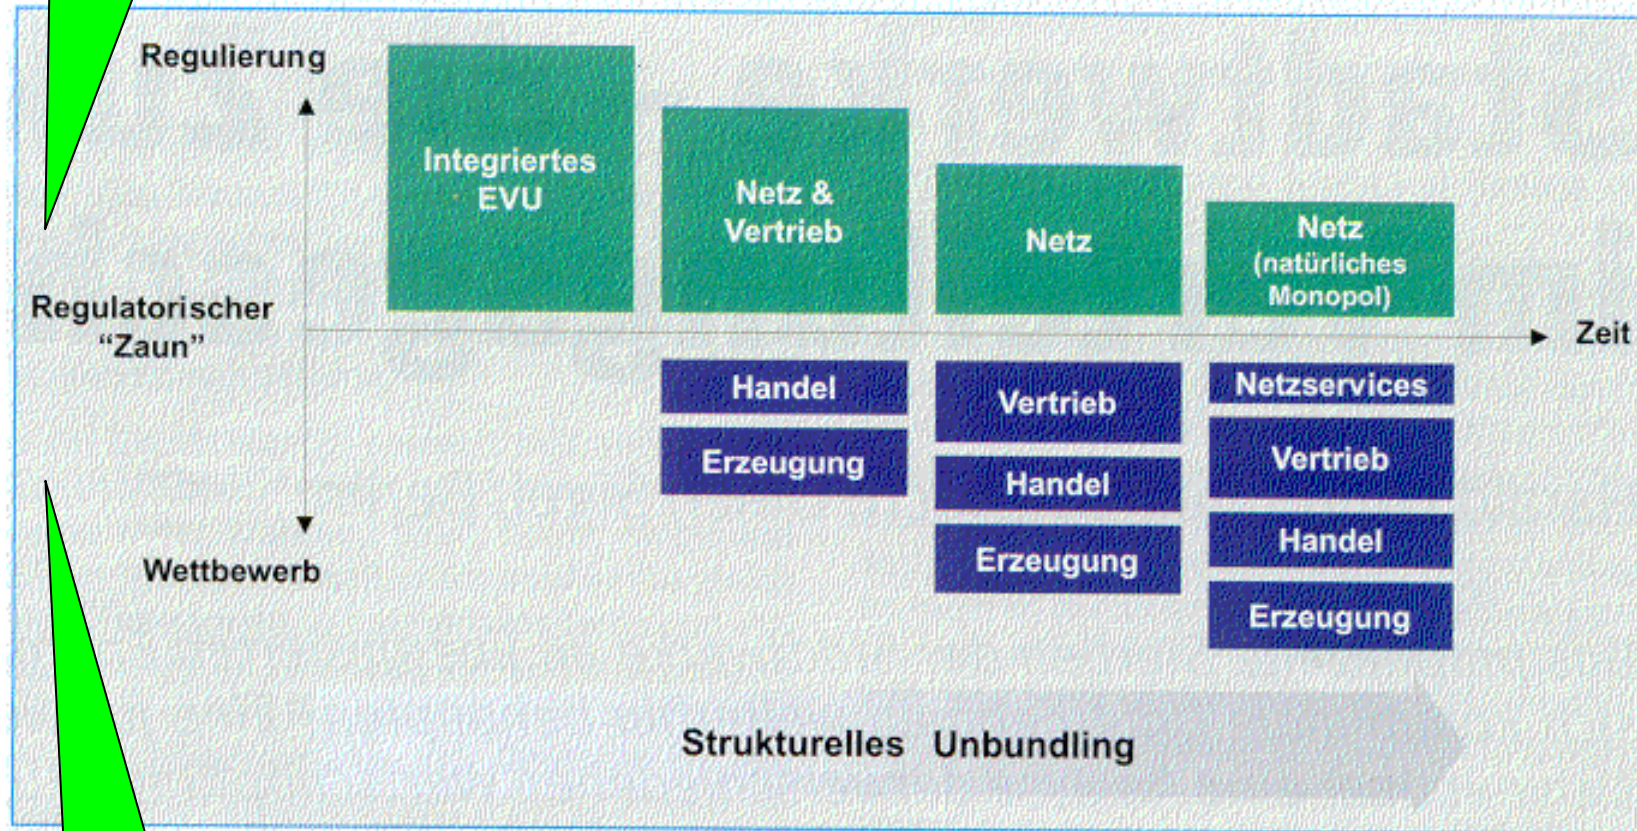 Regulierung
Integriertes
EVU
Netz &
Vertrieb
Netz
Netz
(natürliches
Monopol)
Regulatorischer
“Zaun”
Zeit
Handel
Erzeugung
Vertrieb
Handel
Erzeugung
Netzservices
Vertrieb
Handel
Erzeugung
Wettbewerb
Strukturelles Unbundling